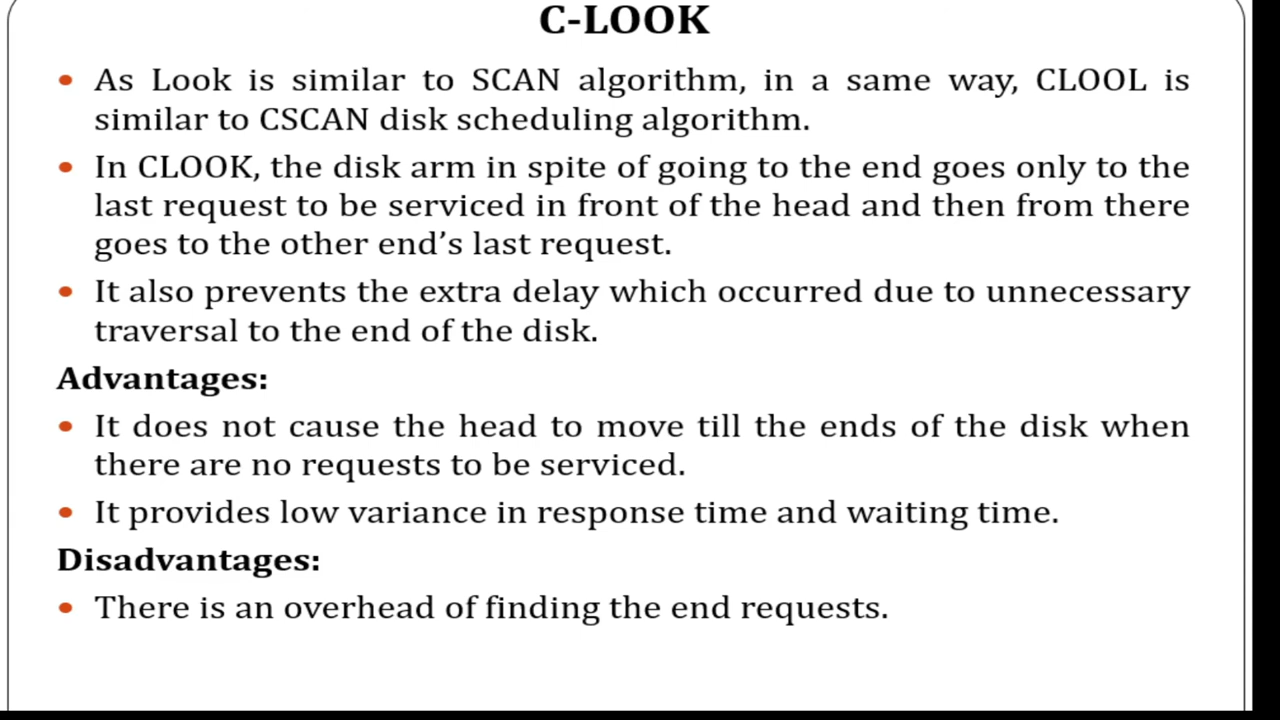 C-LOOK
• As Look is similar to SCAN algorithm, in a same way, CLOOL is
similar to CSCAN disk scheduling algorithm.
• In CLOOK, the disk arm in spite of going to the end goes only to the
last request to be serviced in front of the head and then from there
goes to the other end’s last request.
• It also prevents the extra delay which occurred due to unnecessary
traversal to the end of the disk.
Advantages:
• It does not cause the head to move till the ends of the disk when
there are no requests to be serviced.
• It provides low variance in response time and waiting time.
Disadvantages:
• There is an overhead of finding the end requests.